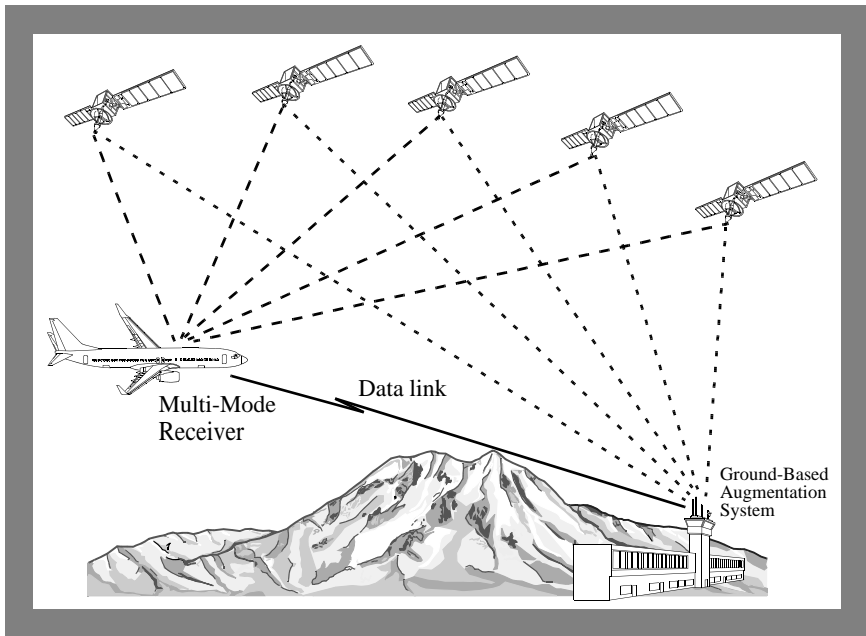 Data link
Multi-Mode
Receiver
Ground-Based
Augmentation
System